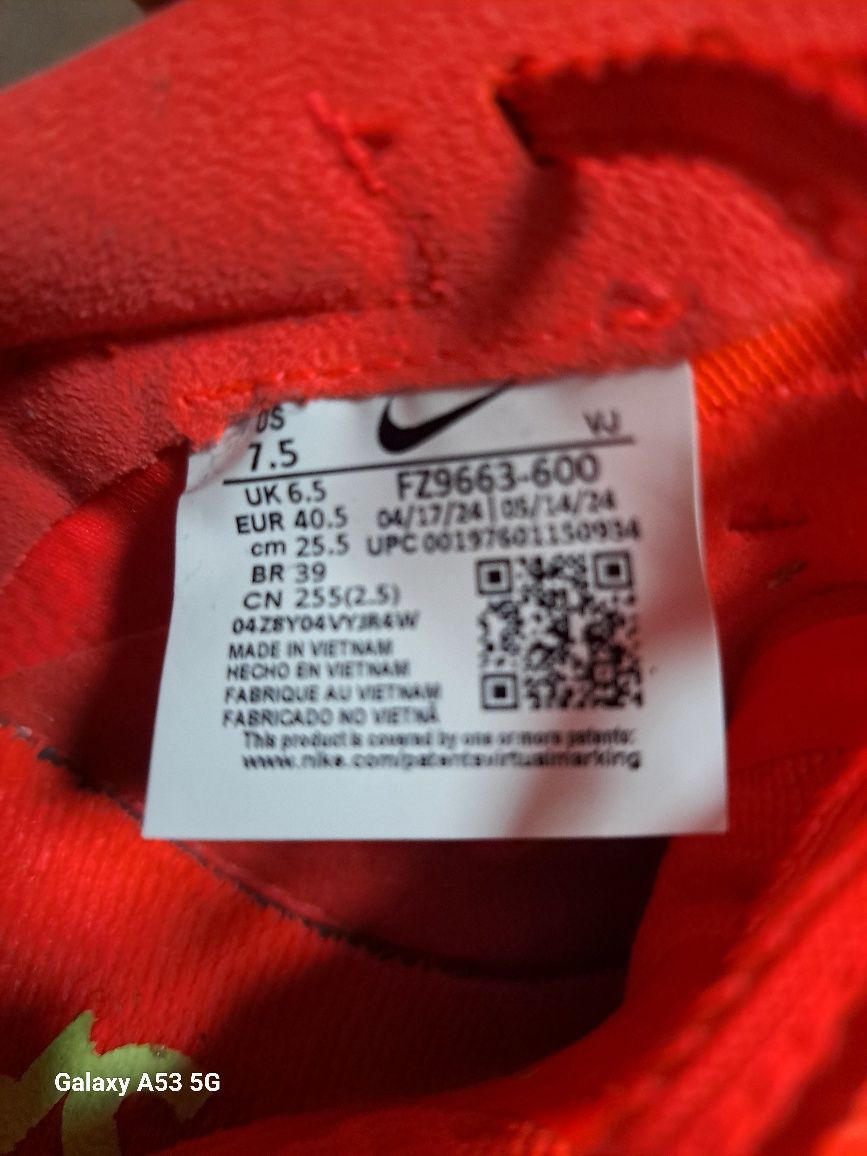 US
7.5
VJ
UK 6.5
FZ9663-600
EUR 40.5
04/17/24 | 05/14/24
cm 25.5
UPC 00197601150934
BR 39
CN 255(2.5)
04Z8Y04VYJR4W
MADE IN VIETNAM
HECHO EN VIETNAM
FABRIQUE AU VIETNAM
FABRICADO NO VIETNÃ
This product is covered by one or more patents:
www.nike.com/patentsvirtualmarking
Galaxy A53 5G